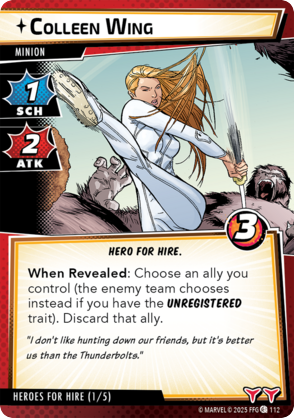 Colleen Wing
MINION
1
SCH
2
ATK
3
HERO FOR HIRE.
When Revealed: Choose an ally you
control (the enemy team chooses
instead if you have the UNREGISTERED
trait). Discard that ally.
"I don't like hunting down our friends, but it's better
us than the Thunderbolts."
HEROES FOR HIRE (1/5)
© MARVEL © 2025 FFG 112